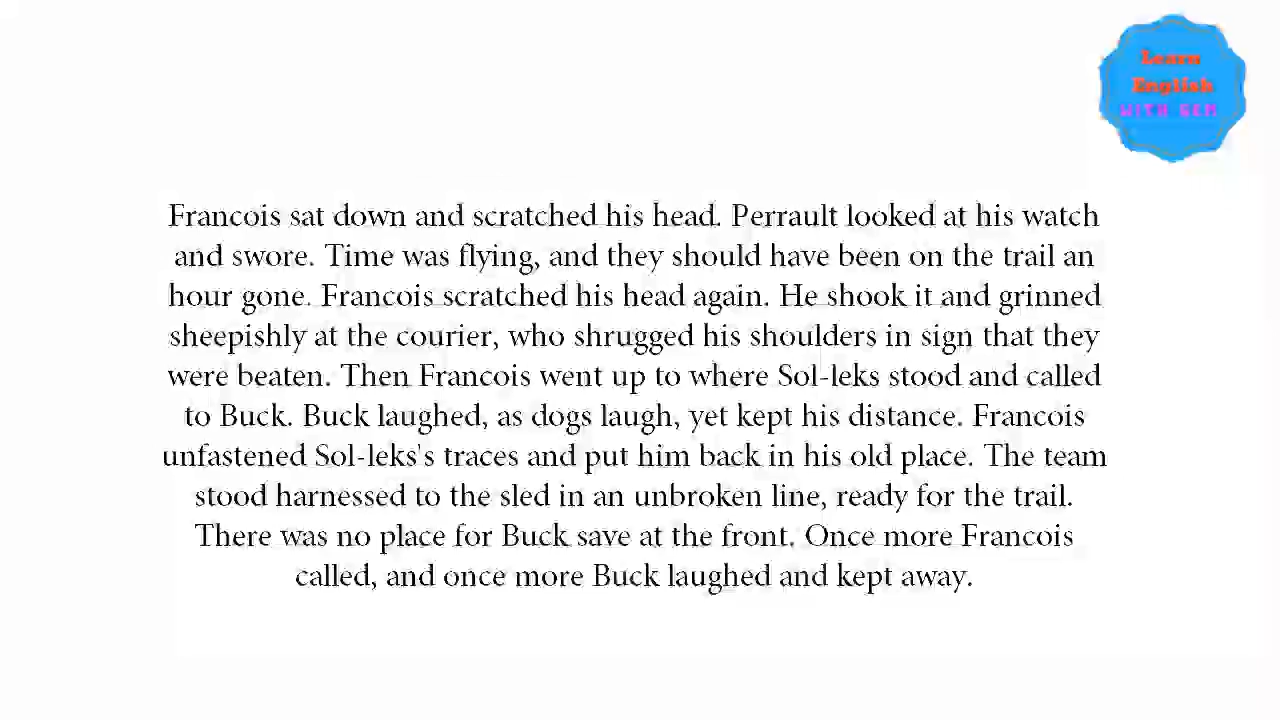 Learn
English
WITH GEM
Francois sat down and scratched his head. Perrault looked at his watch
and swore. Time was flying, and they should have been on the trail an
hour gone. Francois scratched his head again. He shook it and grinned
sheepishly at the courier, who shrugged his shoulders in sign that they
were beaten. Then Francois went up to where Sol-leks stood and called
to Buck. Buck laughed, as dogs laugh, yet kept his distance. Francois
unfastened Sol-leks's traces and put him back in his old place. The team
stood harnessed to the sled in an unbroken line, ready for the trail.
There was no place for Buck save at the front. Once more Francois
called, and once more Buck laughed and kept away.